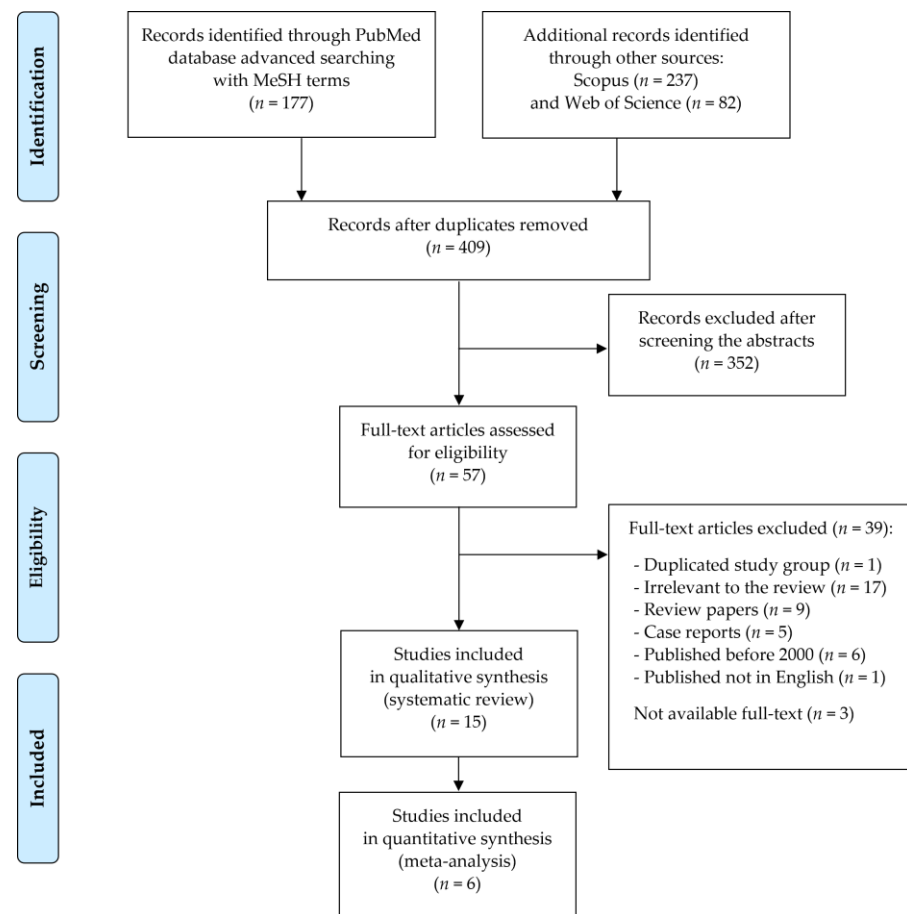 Identification
Records identified through PubMed
database advanced searching
with MeSH terms
(n = 177)
Additional records identified
through other sources:
Scopus (n = 237)
and Web of Science (n = 82)
Records after duplicates removed
(n = 409)
Screening
Records excluded after
screening the abstracts
(n = 352)
Full-text articles assessed
for eligibility
(n = 57)
Eligibility
Full-text articles excluded (n = 39):
- Duplicated study group (n = 1)
- Irrelevant to the review (n = 17)
- Review papers (n = 9)
- Case reports (n = 5)
- Published before 2000 (n = 6)
- Published not in English (n = 1)
Not available full-text (n = 3)
Studies included
in qualitative synthesis
(systematic review)
(n = 15)
Included
Studies included
in quantitative synthesis
(meta-analysis)
(n = 6)